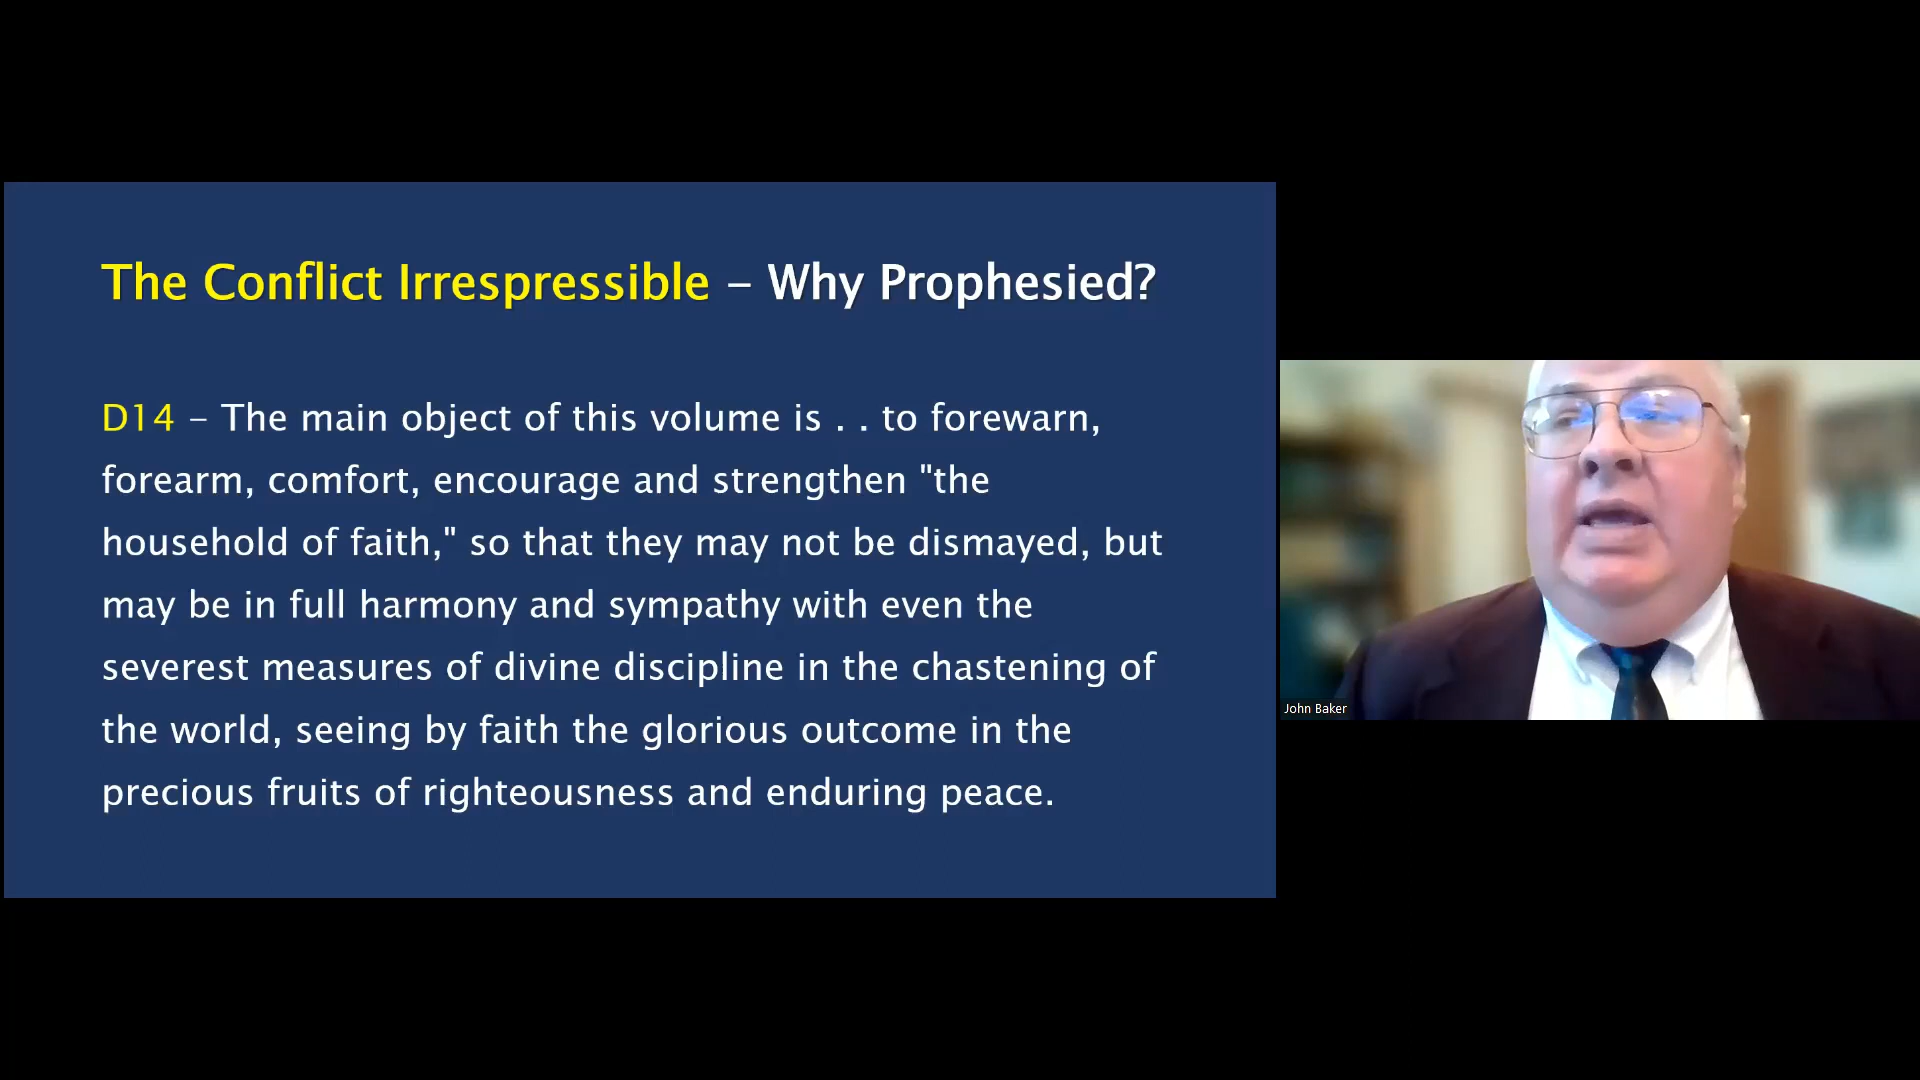 The Conflict Irrespressible – Why Prophesied?
D14 – The main object of this volume is . . to forewarn,
forearm, comfort, encourage and strengthen "the
household of faith," so that they may not be dismayed, but
may be in full harmony and sympathy with even the
severest measures of divine discipline in the chastening of
the world, seeing by faith the glorious outcome in the
precious fruits of righteousness and enduring peace.
John Baker